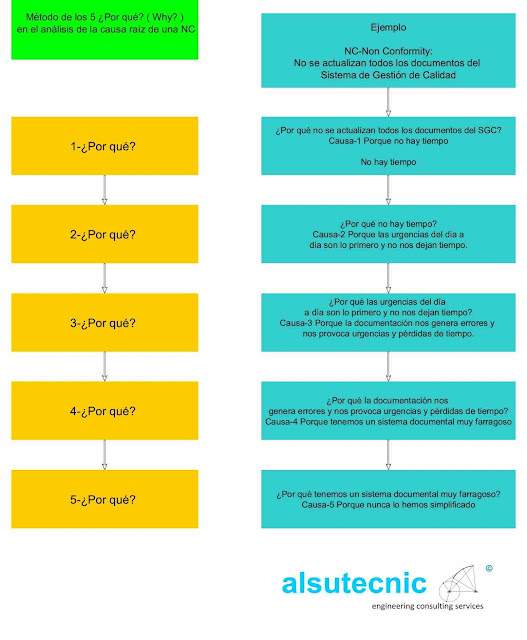 Método de los 5 ¿Por qué? ( Why? )
en el análisis de la causa raíz de una NC
Ejemplo
NC-Non Conformity:
No se actualizan todos los documentos del
Sistema de Gestión de Calidad
1-¿Por qué?
¿Por qué no se actualizan todos los documentos del SGC?
Causa-1 Porque no hay tiempo
No hay tiempo
2-¿Por qué?
¿Por qué no hay tiempo?
Causa-2 Porque las urgencias del día a
día son lo primero y no nos dejan tiempo.
3-¿Por qué?
¿Por qué las urgencias del día
a día son lo primero y no nos dejan tiempo?
Causa-3 Porque la documentación nos genera errores y
nos provoca urgencias y pérdidas de tiempo.
4-¿Por qué?
¿Por qué la documentación nos
genera errores y nos provoca urgencias y pérdidas de tiempo?
Causa-4 Porque tenemos un sistema documental muy farragoso
5-¿Por qué?
¿Por qué tenemos un sistema documental muy farragoso?
Causa-5 Porque nunca lo hemos simplificado
alsutecnic ©
engineering consulting services